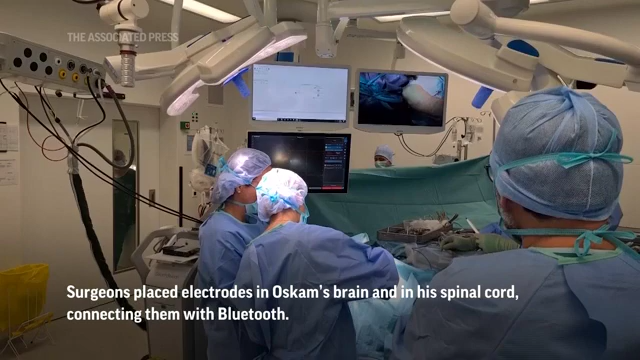 THE ASSOCIATED PRESS
Surgeons placed electrodes in Oskam's brain and in his spinal cord,
connecting them with Bluetooth.